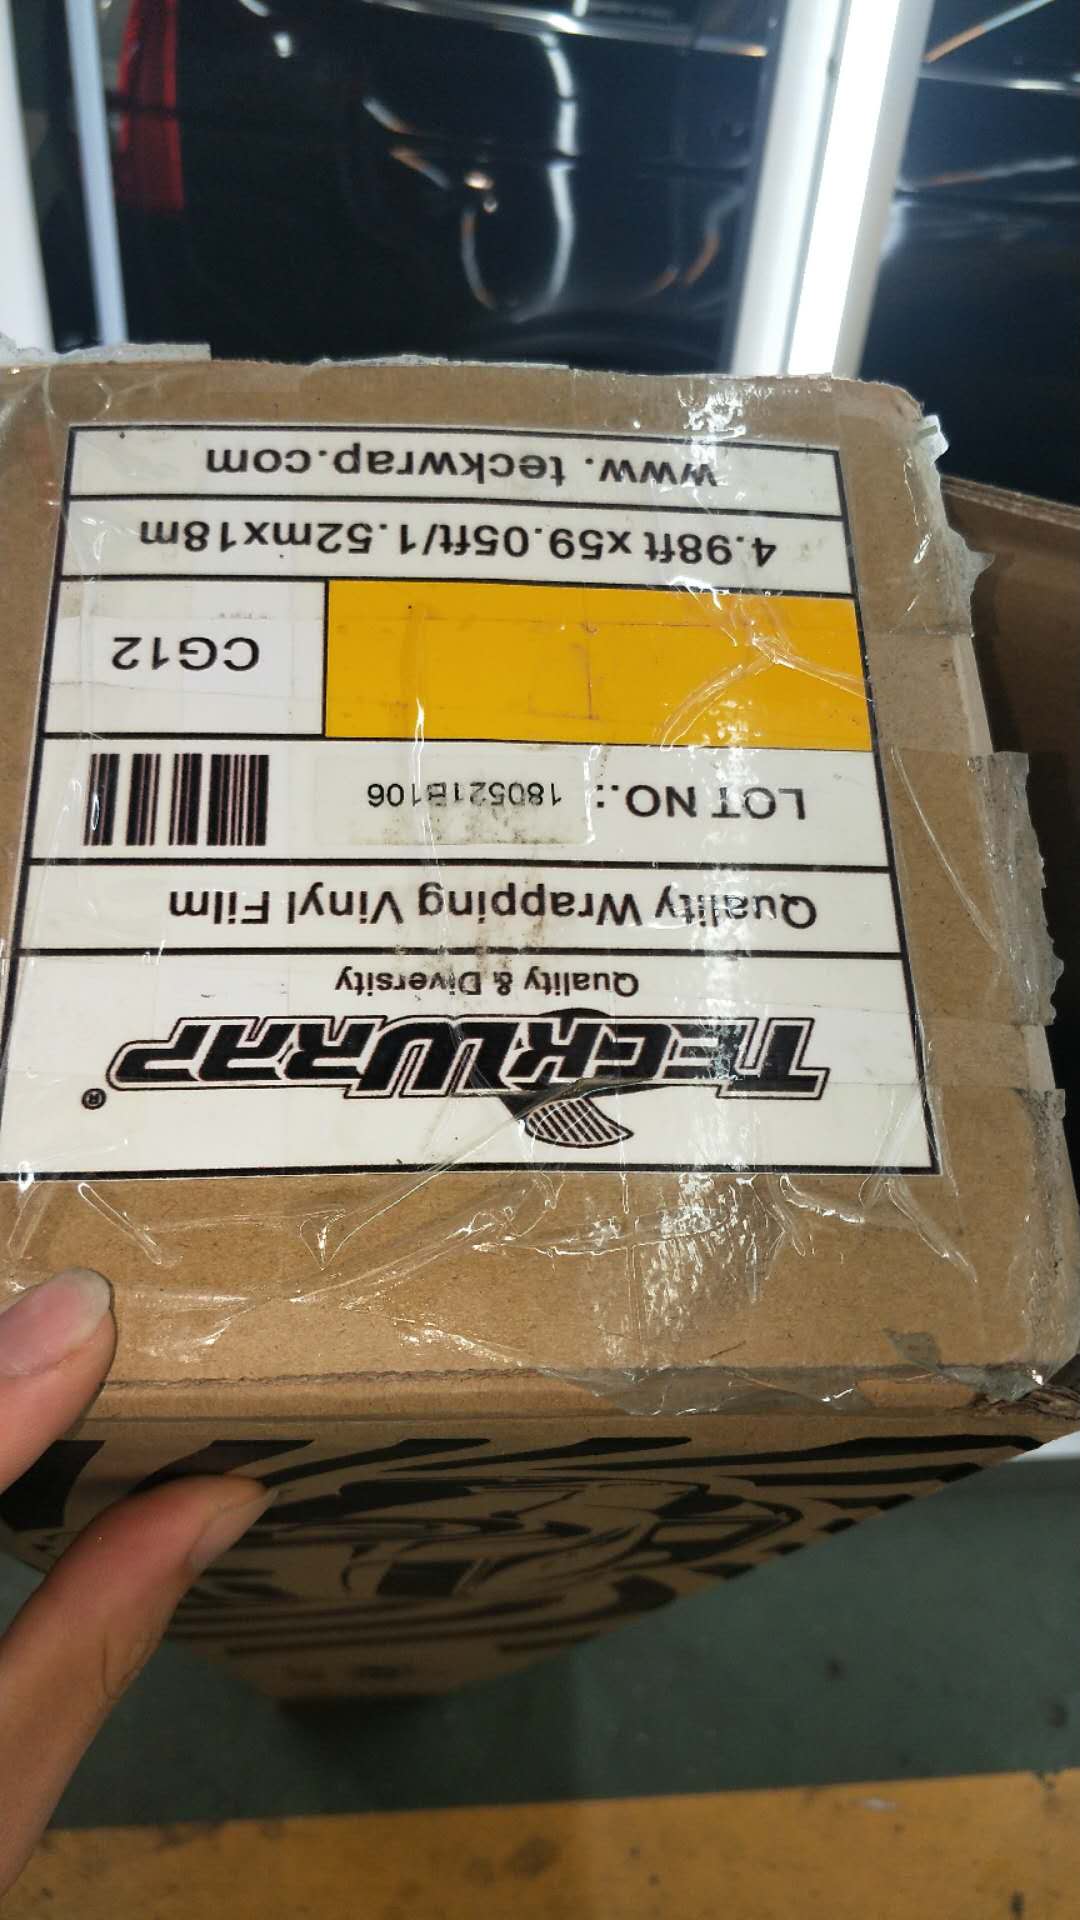 TECKWRAP®
Quality & Diversity
Quality Wrapping Vinyl Film
LOT NO.: 180521B106
CG12
4.98ft x59.05ft/1.52mx18m
www. teckwrap.com